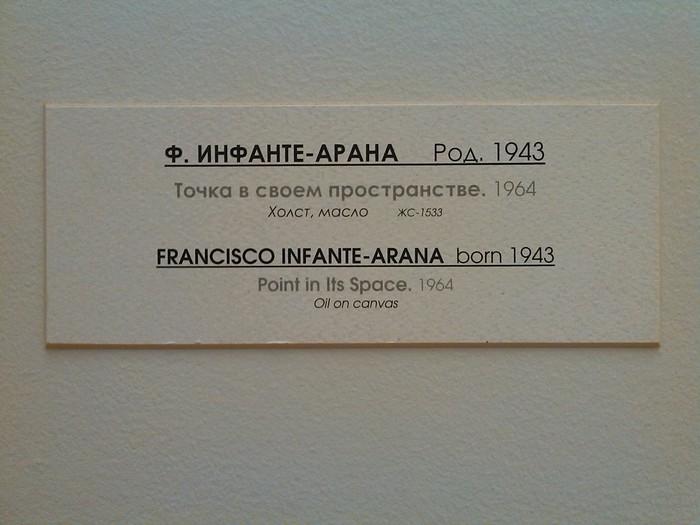 Ф. ИНФАНТЕ-АРАНА Род. 1943
Точка в своем пространстве. 1964
Холст, масло ЖС-1533
FRANCISCO INFANTE-ARANA born 1943
Point in Its Space. 1964
Oil on canvas